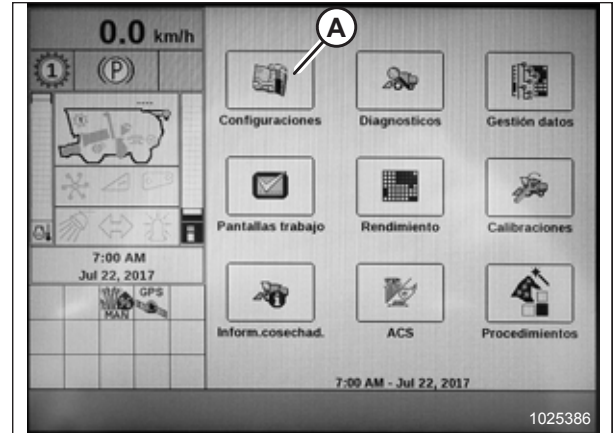 0.0 km/h
A
1
P
Configuraciones
Diagnosticos
Gestión datos
Pantallas trabajo
Rendimiento
Calibraciones
7:00 AM
Jul 22, 2017
MAN
GPS
Inform.cosechad.
ACS
Procedimientos
7:00 AM - Jul 22, 2017
1025386